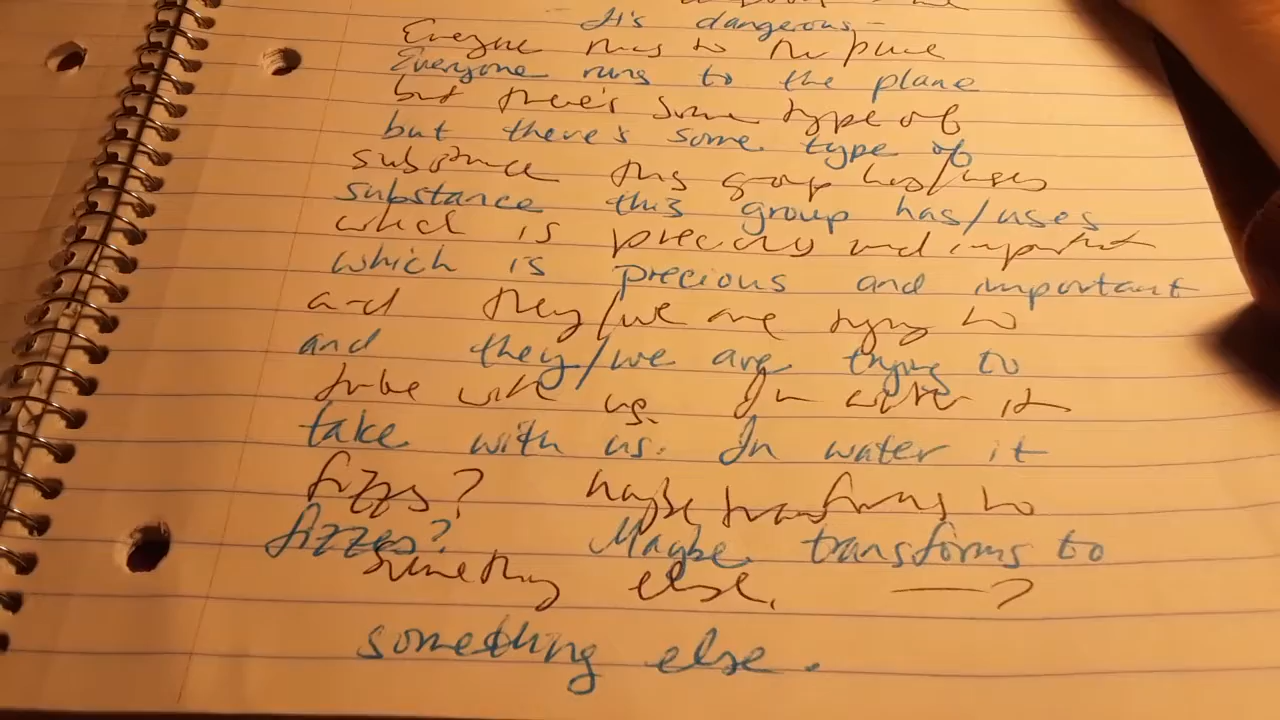 It's dangerous-
Everyone runs to the plane
Everyone runs to the plane
but there's some type of
but there's some type of
substance this group has/uses
substance this group has/uses
which is precious and important
which is precious and important
and they/we are trying to
and they/we are trying to
take with us. In water it
take with us. In water it
fizzes? Maybe transforms to
fizzes? Maybe transforms to
something else. —?
something else.